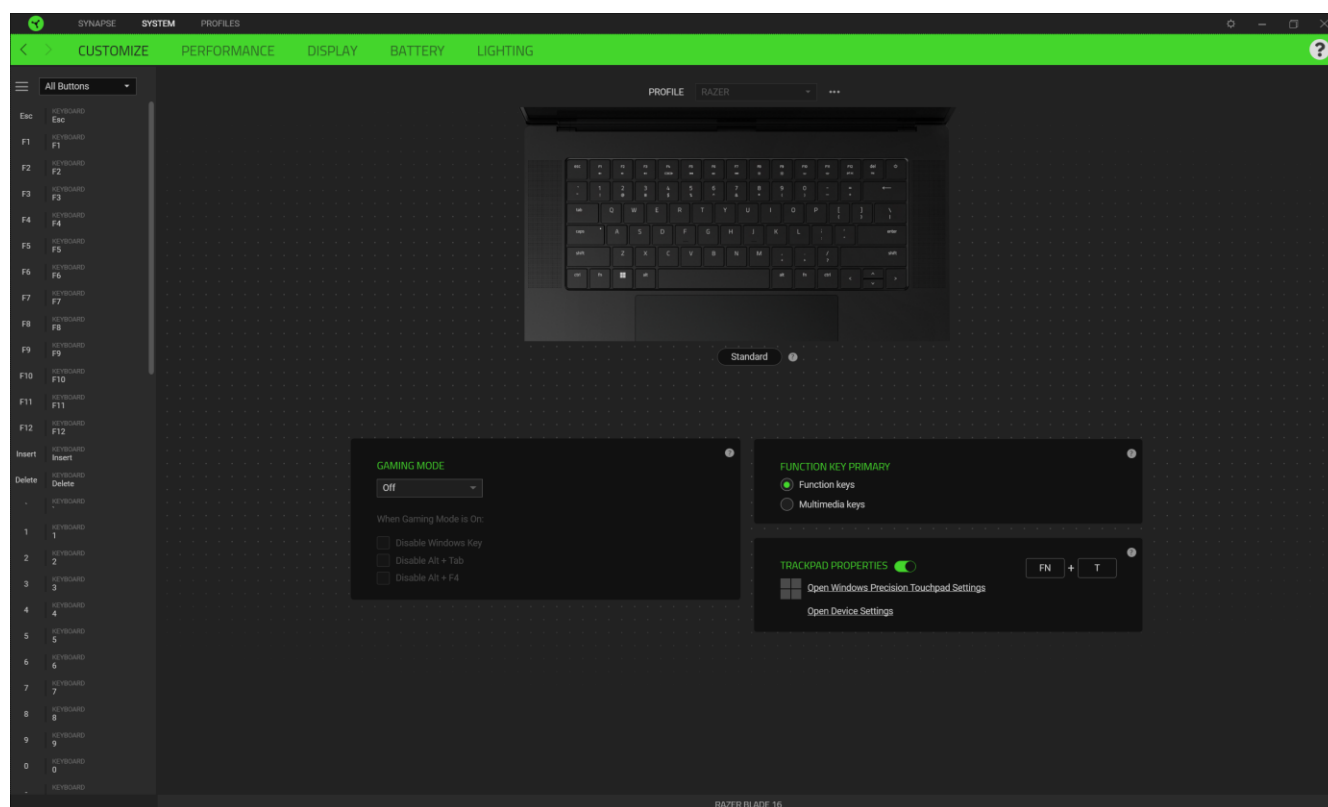 SYNAPSE SYSTEM PROFILES
CUSTOMIZE PERFORMANCE DISPLAY BATTERY LIGHTING
?
All Buttons
PROFILE RAZER
Esc KEYBOARD Esc
F1 KEYBOARD F1
F2 KEYBOARD F2
F3 KEYBOARD F3
F4 KEYBOARD F4
F5 KEYBOARD F5
F6 KEYBOARD F6
F7 KEYBOARD F7
F8 KEYBOARD F8
F9 KEYBOARD F9
F10 KEYBOARD F10
F11 KEYBOARD F11
F12 KEYBOARD F12
Insert KEYBOARD Insert
Delete KEYBOARD Delete
KEYBOARD
1 KEYBOARD 1
2 KEYBOARD 2
3 KEYBOARD 3
4 KEYBOARD 4
5 KEYBOARD 5
6 KEYBOARD 6
7 KEYBOARD 7
8 KEYBOARD 8
9 KEYBOARD 9
0 KEYBOARD 0
- KEYBOARD
Q W E R T Y U I O P
A S D F G H J K L
Z X C V B N M
Standard
GAMING MODE
Off
When Gaming Mode is On:
Disable Windows Key
Disable Alt + Tab
Disable Alt + F4
FUNCTION KEY PRIMARY
Function keys
Multimedia keys
TRACKPAD PROPERTIES FN + T
Open Windows Precision Touchpad Settings
Open Device Settings
RAZER BLADE 16